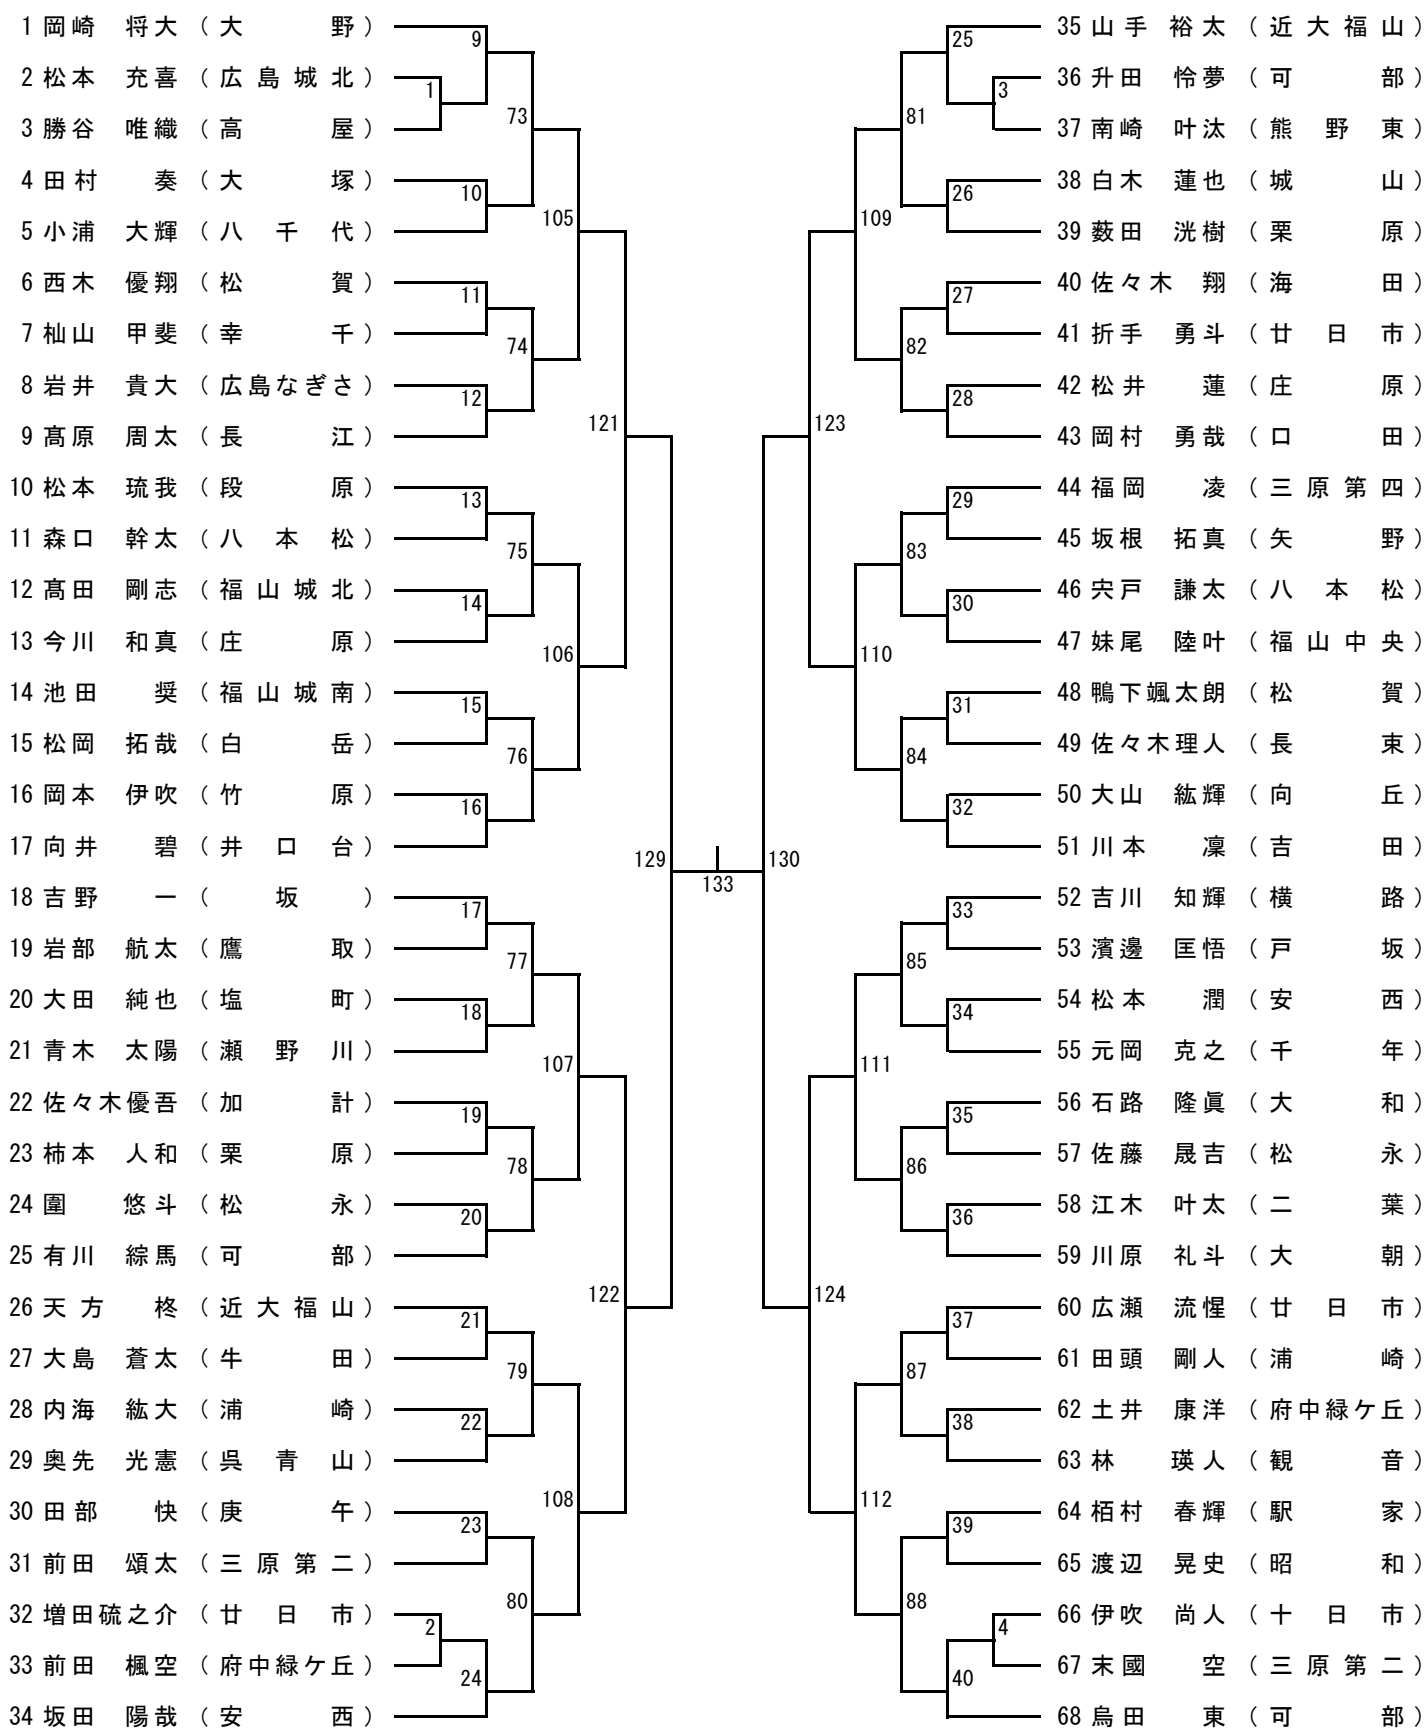 1 岡崎 将大 ( 大 野 )
2 松本 充喜 ( 広島城北 )
3 勝谷 唯織 ( 高 屋 )
4 田村 奏 ( 大 塚 )
5 小浦 大輝 ( 八千代 )
6 西木 優翔 ( 松 賀 )
7 杣山 甲斐 ( 幸 千 )
8 岩井 貴大 ( 広島なぎさ )
9 髙原 周太 ( 長 江 )
10 松本 琉我 ( 段 原 )
11 森口 幹太 ( 八本松 )
12 髙田 剛志 ( 福山城北 )
13 今川 和真 ( 庄 原 )
14 池田 奨 ( 福山城南 )
15 松岡 拓哉 ( 白 岳 )
16 岡本 伊吹 ( 竹 原 )
17 向井 碧 ( 井口台 )
18 吉野 一 ( 坂 )
19 岩部 航太 ( 鷹 取 )
20 大田 純也 ( 塩 町 )
21 青木 太陽 ( 瀬野川 )
22 佐々木優吾 ( 加 計 )
23 柿本 人和 ( 栗 原 )
24 圍 悠斗 ( 松 永 )
25 有川 綜馬 ( 可 部 )
26 天方 柊 ( 近大福山 )
27 大島 蒼太 ( 牛 田 )
28 内海 紘大 ( 浦 崎 )
29 奥先 光憲 ( 呉青山 )
30 田部 快 ( 庚 午 )
31 前田 頌太 ( 三原第二 )
32 増田硫之介 ( 廿日市 )
33 前田 楓空 ( 府中緑ケ丘 )
34 坂田 陽哉 ( 安 西 )
1
2
9
10
11
12
13
14
15
16
17
18
19
20
21
22
23
24
73
74
75
76
77
78
79
80
105
106
107
108
121
122
129
133
130
123
124
109
110
111
112
81
82
83
84
85
86
87
88
25
26
27
28
29
30
31
32
33
34
35
36
37
38
39
40
3
4
35 山手 裕太 ( 近大福山 )
36 升田 怜夢 ( 可 部 )
37 南崎 叶汰 ( 熊野東 )
38 白木 蓮也 ( 城 山 )
39 薮田 洸樹 ( 栗 原 )
40 佐々木 翔 ( 海 田 )
41 折手 勇斗 ( 廿日市 )
42 松井 蓮 ( 庄 原 )
43 岡村 勇哉 ( 口 田 )
44 福岡 凌 ( 三原第四 )
45 坂根 拓真 ( 矢 野 )
46 宍戸 謙太 ( 八本松 )
47 妹尾 陸叶 ( 福山中央 )
48 鴨下颯太朗 ( 松 賀 )
49 佐々木理人 ( 長 束 )
50 大山 紘輝 ( 向 丘 )
51 川本 凜 ( 吉 田 )
52 吉川 知輝 ( 横 路 )
53 濱邊 匡悟 ( 戸 坂 )
54 松本 潤 ( 安 西 )
55 元岡 克之 ( 千 年 )
56 石路 隆眞 ( 大 和 )
57 佐藤 晟吉 ( 松 永 )
58 江木 叶太 ( 二 葉 )
59 川原 礼斗 ( 大 朝 )
60 広瀬 流惺 ( 廿日市 )
61 田頭 剛人 ( 浦 崎 )
62 土井 康洋 ( 府中緑ケ丘 )
63 林 瑛人 ( 観 音 )
64 栢村 春輝 ( 駅 家 )
65 渡辺 晃史 ( 昭 和 )
66 伊吹 尚人 ( 十日市 )
67 末國 空 ( 三原第二 )
68 烏田 東 ( 可 部 )